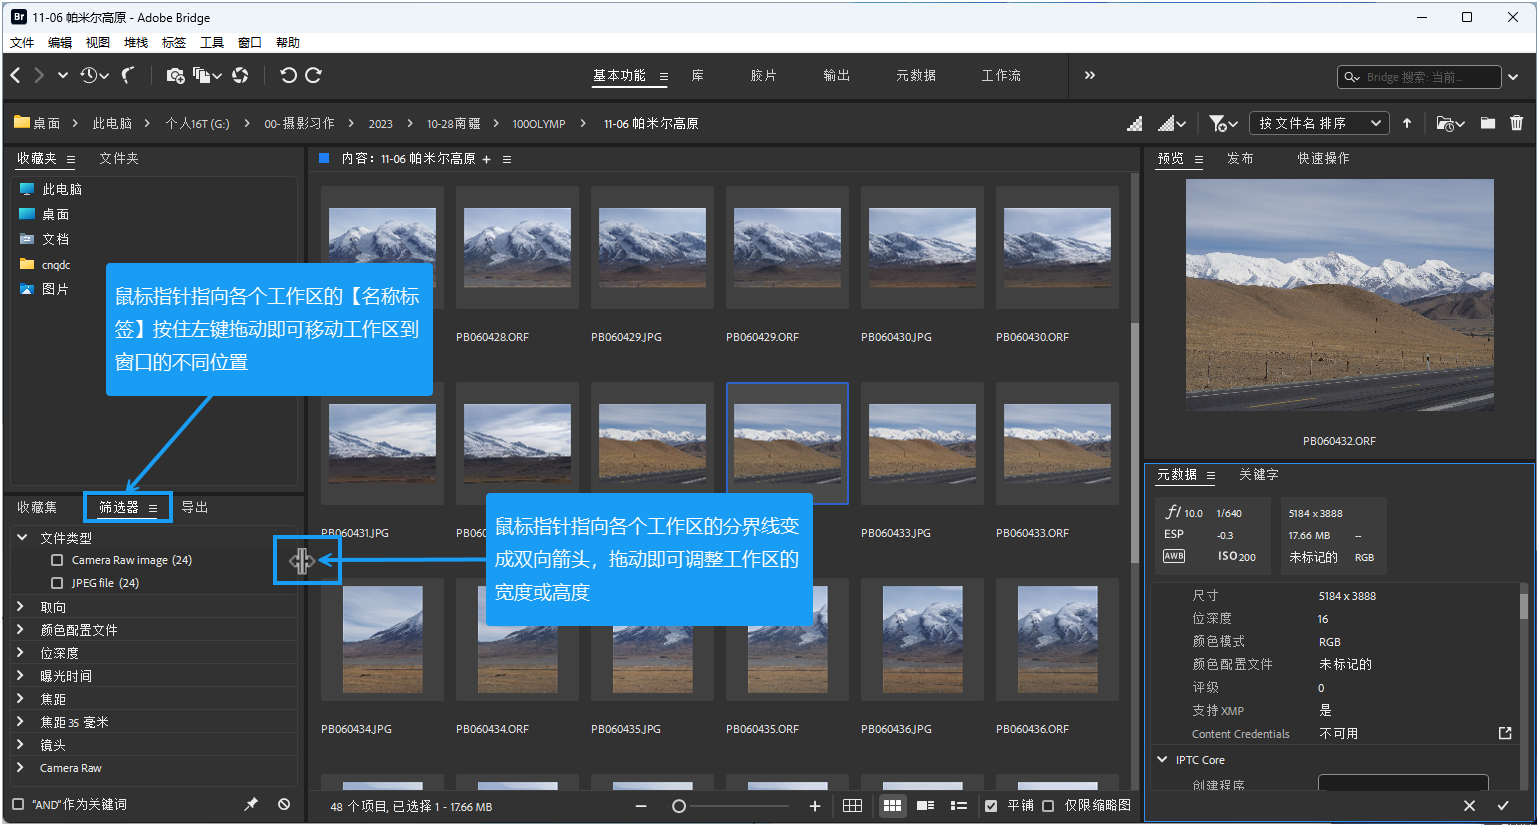 Br 11-06 帕米尔高原 - Adobe Bridge
文件 编辑 视图 堆栈 标签 工具 窗口 帮助
基本功能 库 胶片 输出 元数据 工作流 Bridge 搜索: 当前...
桌面 此电脑 个人16T (G:) 00- 摄影习作 2023 10-28南疆 100OLYMP 11-06 帕米尔高原 按 文件名 排序
收藏夹 文件夹
此电脑
桌面
文档
cnqdc
图片
鼠标指针指向各个工作区的【名称标
签】按住左键拖动即可移动工作区到
窗口的不同位置
收藏集 筛选器 导出
文件类型
Camera Raw image (24)
JPEG file (24)
取向
颜色配置文件
位深度
曝光时间
焦距
焦距 35 毫米
镜头
Camera Raw
“AND”作为关键词
内容：11-06 帕米尔高原
PB060428.ORF PB060429.JPG PB060429.ORF PB060430.JPG PB060430.ORF
PB060431.JPG PB060433.JPG PB060433.ORF
鼠标指针指向各个工作区的分界线变
成双向箭头，拖动即可调整工作区的
宽度或高度
PB060434.JPG PB060434.ORF PB060435.JPG PB060435.ORF PB060436.JPG PB060436.ORF
48 个项目, 已选择 1 - 17.66 MB 平铺 仅限缩略图
预览 发布 快速操作
PB060432.ORF
元数据 关键字
f/ 10.0 1/640 5184 x 3888
ESP -0.3 17.66 MB --
AWB ISO 200 未标记的 RGB
尺寸 5184 x 3888
位深度 16
颜色模式 RGB
颜色配置文件 未标记的
评级 0
支持 XMP 是
Content Credentials 不可用
IPTC Core
创建程序